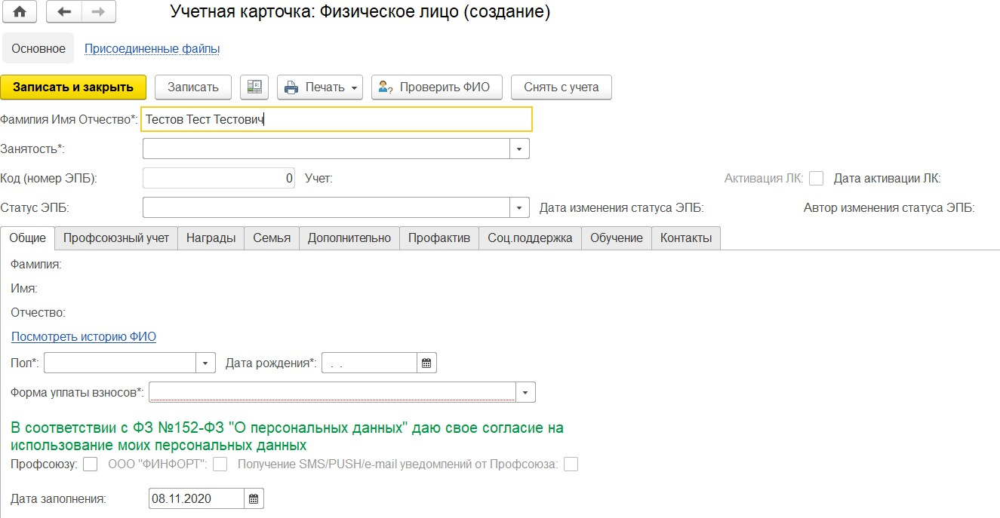 Учетная карточка: Физическое лицо (создание)
Основное Присоединенные файлы
Записать и закрыть Записать Печать Проверить ФИО Снять с учета
Фамилия Имя Отчество*: Тестов Тест Тестович
Занятость*:
Код (номер ЭПБ): 0 Учет: Активация ЛК: Дата активации ЛК:
Статус ЭПБ: Дата изменения статуса ЭПБ: Автор изменения статуса ЭПБ:
Общие Профсоюзный учет Награды Семья Дополнительно Профактив Соц.поддержка Обучение Контакты
Фамилия:
Имя:
Отчество:
Посмотреть историю ФИО
Пол*: Дата рождения*: . .
Форма уплаты взносов*:
В соответствии с ФЗ №152-ФЗ "О персональных данных" даю свое согласие на
использование моих персональных данных
Профсоюзу: ООО "ФИНФОРТ": Получение SMS/PUSH/e-mail уведомлений от Профсоюза:
Дата заполнения: 08.11.2020